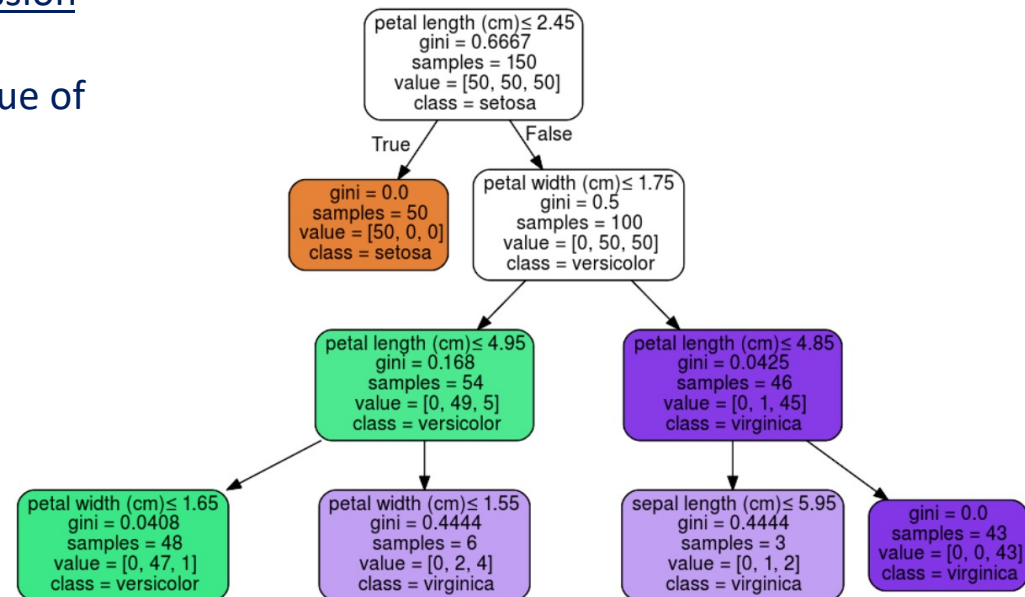 ssion
ue of
petal length (cm)≤ 2.45
gini = 0.6667
samples = 150
value = [50, 50, 50]
class = setosa
True
False
gini = 0.0
samples = 50
value = [50, 0, 0]
class = setosa
petal width (cm)≤ 1.75
gini = 0.5
samples = 100
value = [0, 50, 50]
class = versicolor
petal length (cm)≤ 4.95
gini = 0.168
samples = 54
value = [0, 49, 5]
class = versicolor
petal length (cm)≤ 4.85
gini = 0.0425
samples = 46
value = [0, 1, 45]
class = virginica
petal width (cm)≤ 1.65
gini = 0.0408
samples = 48
value = [0, 47, 1]
class = versicolor
petal width (cm)≤ 1.55
gini = 0.4444
samples = 6
value = [0, 2, 4]
class = virginica
sepal length (cm)≤ 5.95
gini = 0.4444
samples = 3
value = [0, 1, 2]
class = virginica
gini = 0.0
samples = 43
value = [0, 0, 43]
class = virginica